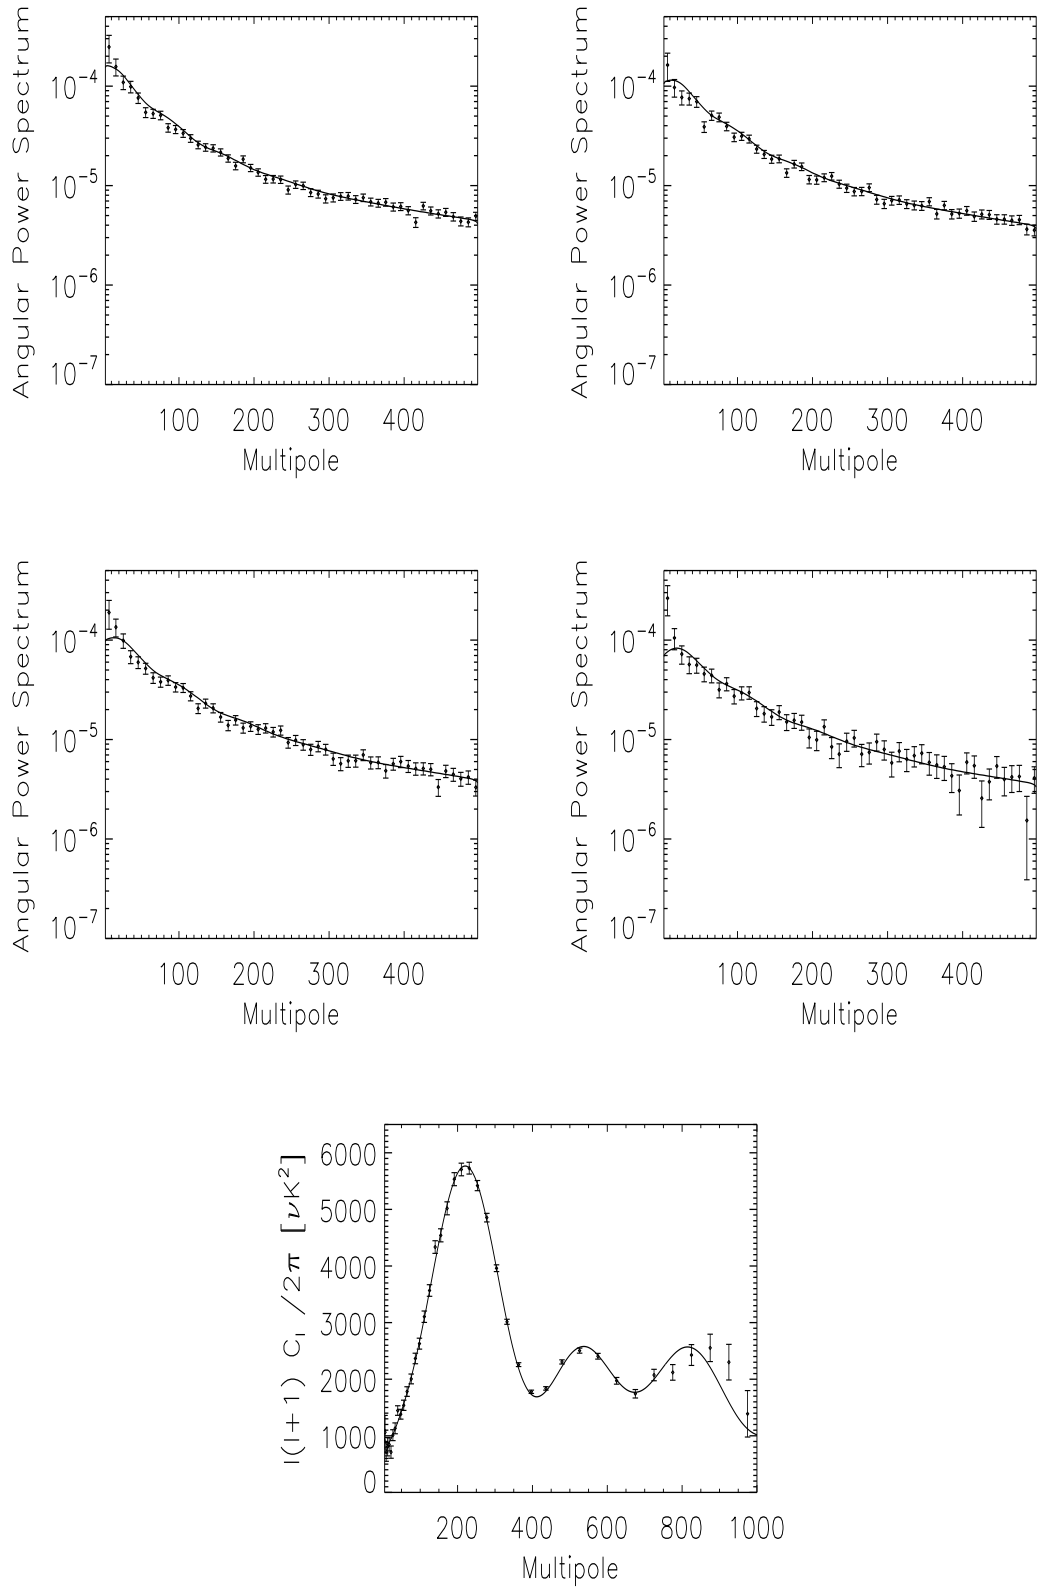 Angular Power Spectrum
10^-4
10^-5
10^-6
10^-7
100 200 300 400
Multipole
Angular Power Spectrum
10^-4
10^-5
10^-6
10^-7
100 200 300 400
Multipole
Angular Power Spectrum
10^-4
10^-5
10^-6
10^-7
100 200 300 400
Multipole
Angular Power Spectrum
10^-4
10^-5
10^-6
10^-7
100 200 300 400
Multipole
l(l+1) C_l /2π [νK²]
6000
5000
4000
3000
2000
1000
0
200 400 600 800 1000
Multipole